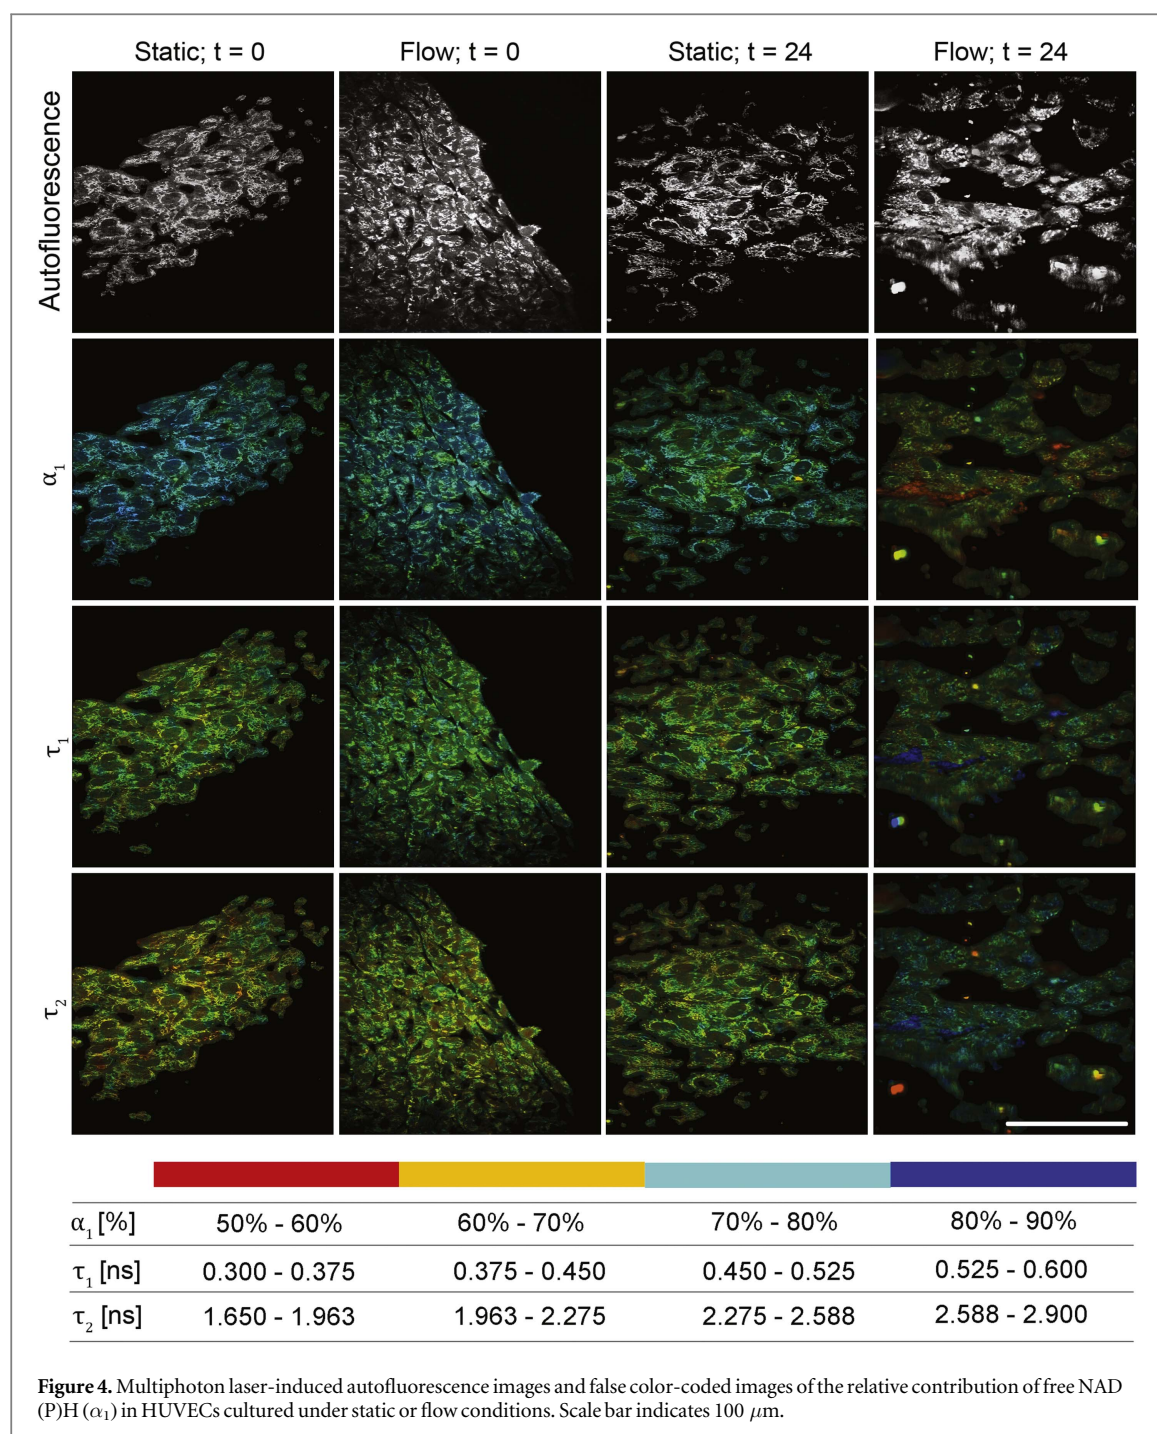 Static; t = 0 Flow; t = 0 Static; t = 24 Flow; t = 24
Autofluorescence
α₁
τ₁
τ₂
α₁ [%] 50% - 60% 60% - 70% 70% - 80% 80% - 90%
τ₁ [ns] 0.300 - 0.375 0.375 - 0.450 0.450 - 0.525 0.525 - 0.600
τ₂ [ns] 1.650 - 1.963 1.963 - 2.275 2.275 - 2.588 2.588 - 2.900
Figure 4. Multiphoton laser-induced autofluorescence images and false color-coded images of the relative contribution of free NAD
(P)H (α₁) in HUVECs cultured under static or flow conditions. Scale bar indicates 100 μm.